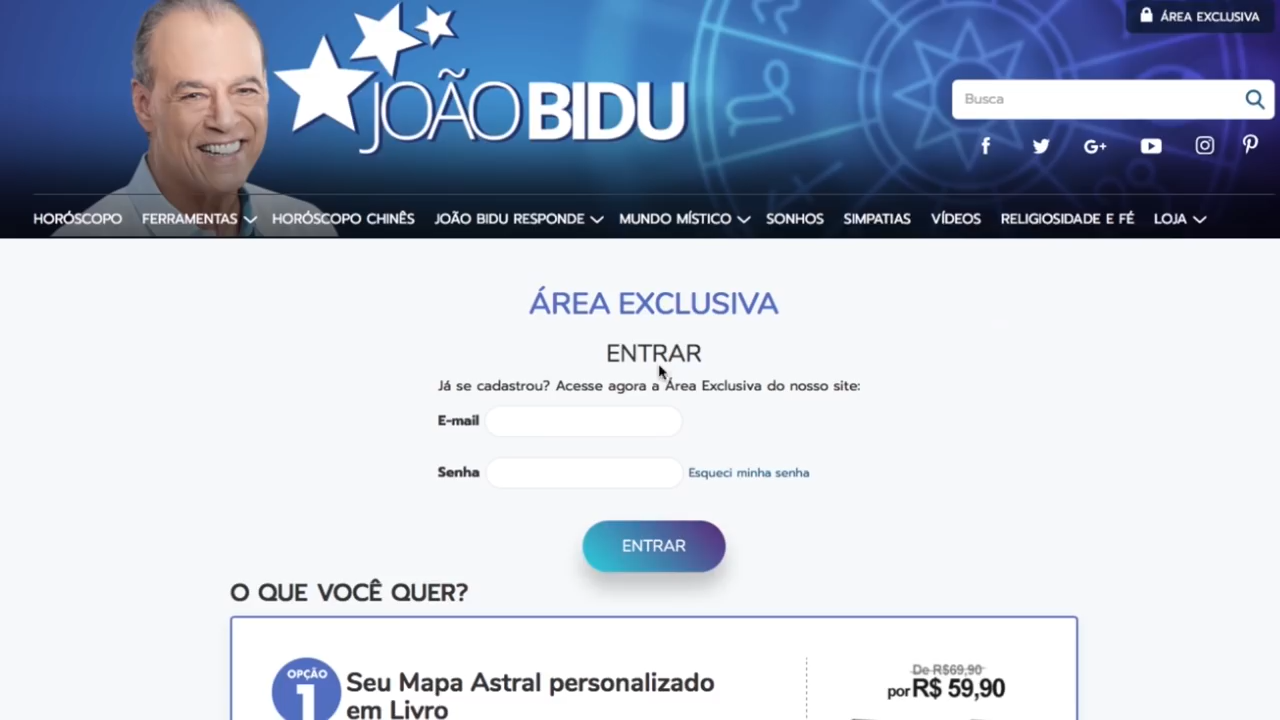 ÁREA EXCLUSIVA
JOÃO BIDU
Busca
HORÓSCOPO FERRAMENTAS HORÓSCOPO CHINÊS JOÃO BIDU RESPONDE MUNDO MÍSTICO SONHOS SIMPATIAS VÍDEOS RELIGIOSIDADE E FÉ LOJA
ÁREA EXCLUSIVA
ENTRAR
Já se cadastrou? Acesse agora a Área Exclusiva do nosso site:
E-mail
Senha Esqueci minha senha
ENTRAR
O QUE VOCÊ QUER?
OPÇÃO
1
Seu Mapa Astral personalizado
em Livro
De R$69,90
por R$ 59,90